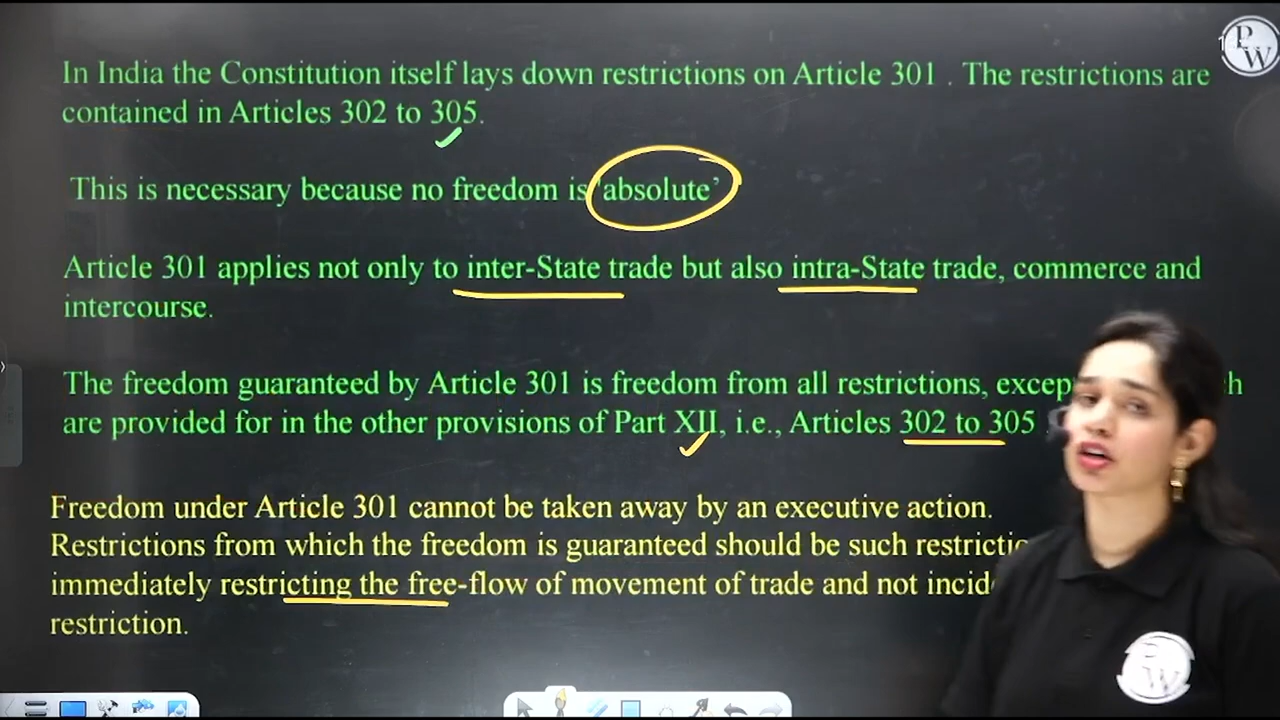 In India the Constitution itself lays down restrictions on Article 301 . The restrictions are
contained in Articles 302 to 305.
This is necessary because no freedom is 'absolute'
Article 301 applies not only to inter-State trade but also intra-State trade, commerce and
intercourse.
The freedom guaranteed by Article 301 is freedom from all restrictions,
are provided for in the other provisions of Part XII, i.e., Articles 302 to 305
Freedom under Article 301 cannot be taken away by an executive action.
Restrictions from which the freedom is guaranteed should be such
immediately restricting the free-flow of movement of trade and not
restriction.
PW
PW